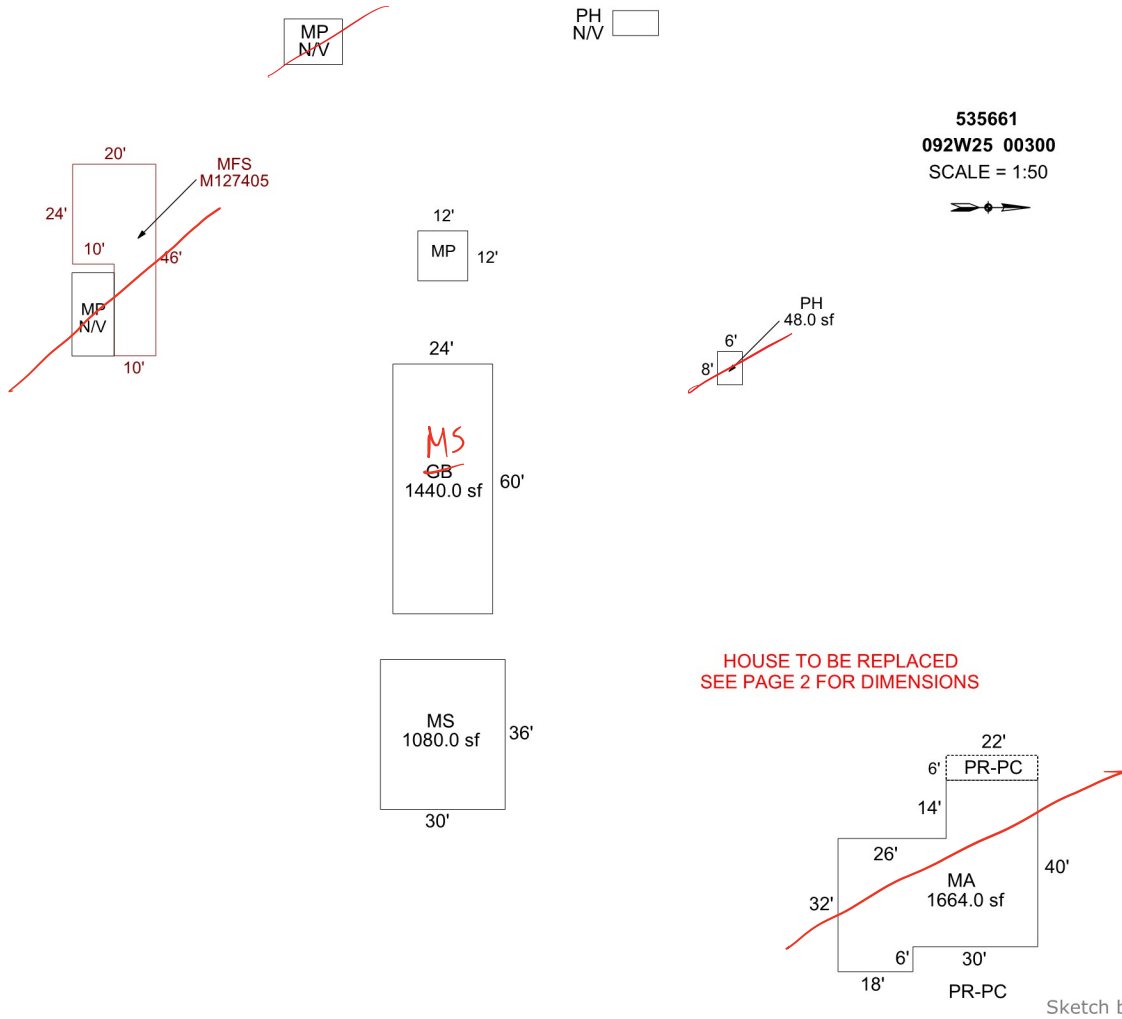 MP
N/V
PH
N/V
535661
092W25 00300
SCALE = 1:50
20'
MFS
M127405
24'
10'
46'
MP
N/V
10'
12'
MP
12'
PH
48.0 sf
6'
8'
24'
MS
GB
1440.0 sf
60'
HOUSE TO BE REPLACED
SEE PAGE 2 FOR DIMENSIONS
MS
1080.0 sf
36'
30'
22'
6'
PR-PC
14'
26'
40'
MA
1664.0 sf
32'
6'
30'
18'
PR-PC
Sketch b